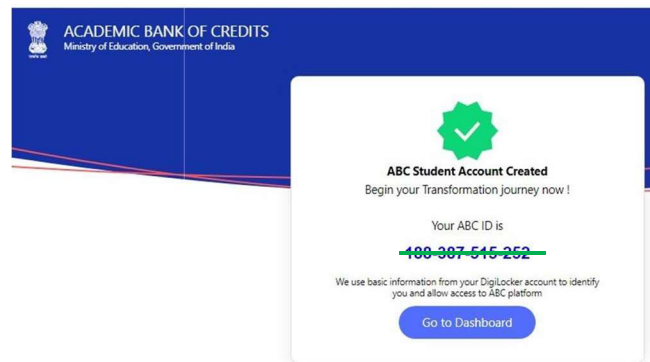 ACADEMIC BANK OF CREDITS
Ministry of Education, Government of India
ABC Student Account Created
Begin your Transformation journey now !
Your ABC ID is
We use basic information from your DigiLocker account to identify
you and allow access to ABC platform
Go to Dashboard